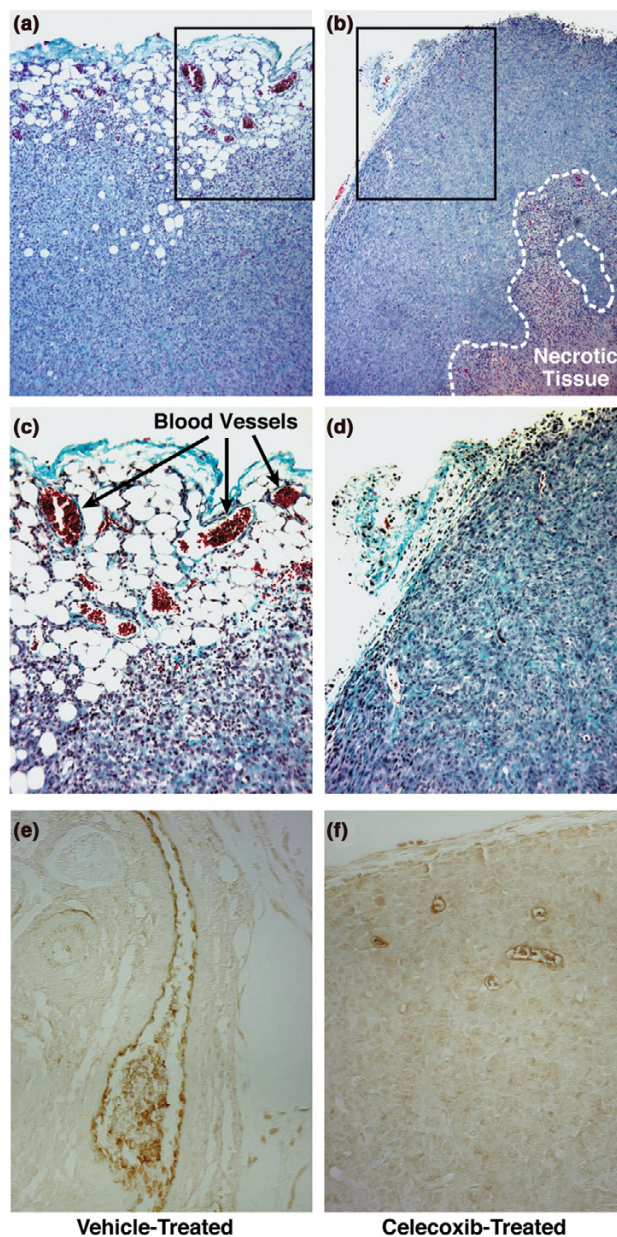 (a)
(b)
Necrotic
Tissue
(c)
Blood Vessels
(d)
(e)
(f)
Vehicle-Treated
Celecoxib-Treated